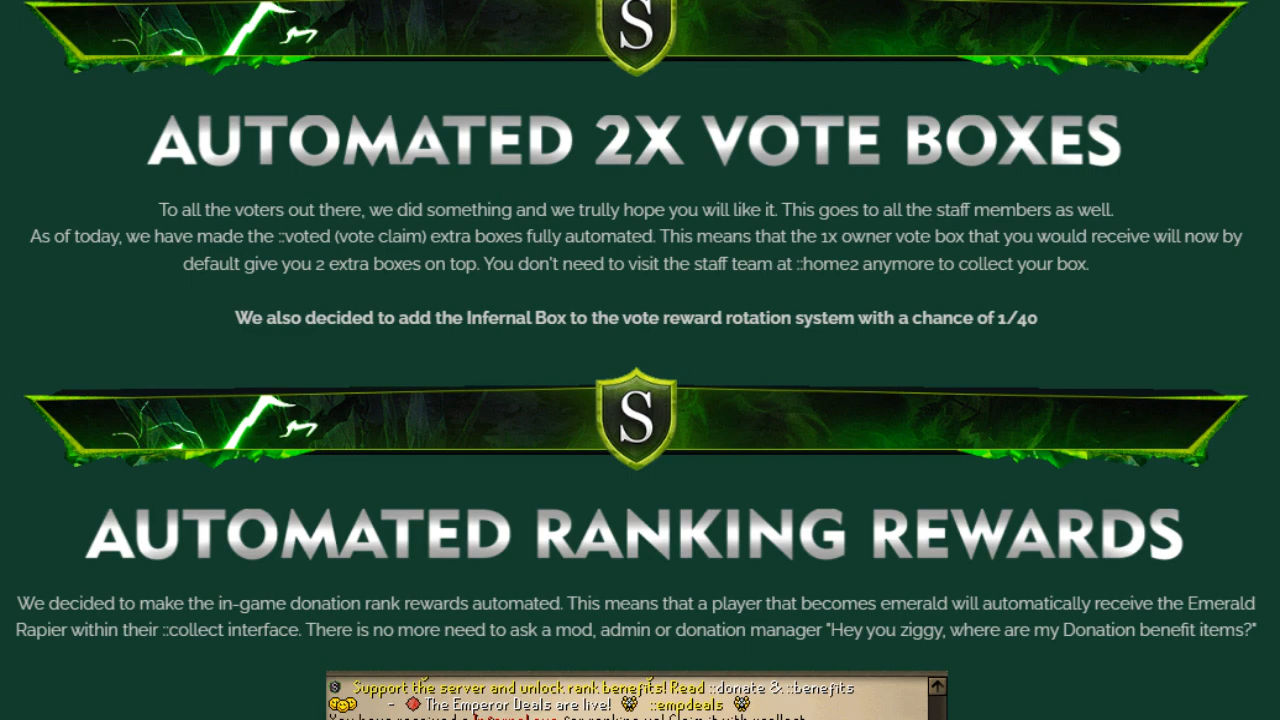 S
AUTOMATED 2X VOTE BOXES
To all the voters out there, we did something and we trully hope you will like it. This goes to all the staff members as well.
As of today, we have made the ::voted (vote claim) extra boxes fully automated. This means that the 1x owner vote box that you would receive will now by
default give you 2 extra boxes on top. You don't need to visit the staff team at ::home2 anymore to collect your box.
We also decided to add the Infernal Box to the vote reward rotation system with a chance of 1/40
S
AUTOMATED RANKING REWARDS
We decided to make the in-game donation rank rewards automated. This means that a player that becomes emerald will automatically receive the Emerald
Rapier within their ::collect interface. There is no more need to ask a mod, admin or donation manager "Hey you ziggy, where are my Donation benefit items?"
Support the server and unlock rank benefits! Read ::donate & ::benefits
- The Emperor Deals are live! ::empdeals
You have received a